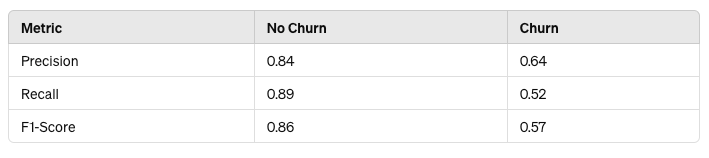 Metric No Churn Churn
Precision 0.84 0.64
Recall 0.89 0.52
F1-Score 0.86 0.57